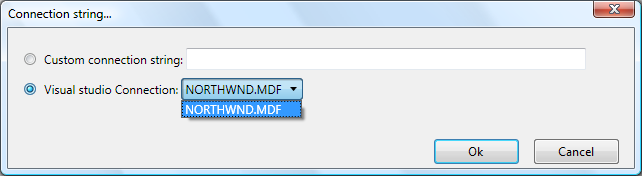 Connection string...
Custom connection string:
Visual studio Connection: NORTHWND.MDF
NORTHWND.MDF
Ok Cancel